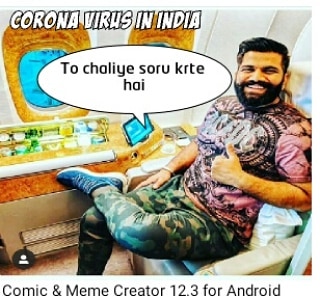 CORONA VIRUS IN INDIA
To chaliye soru krte
hai
Comic & Meme Creator 12.3 for Android